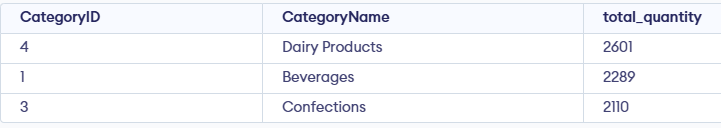 CategoryID CategoryName total_quantity
4 Dairy Products 2601
1 Beverages 2289
3 Confections 2110